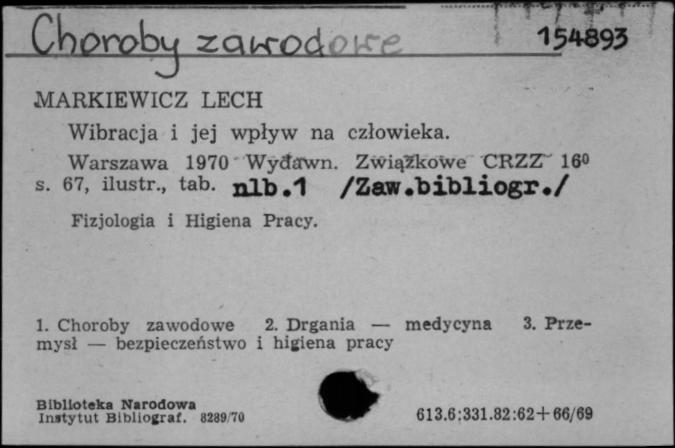 Choroby zawodowe 154893
MARKIEWICZ LECH
Wibracja i jej wpływ na człowieka.
Warszawa 1970 Wydawn. Związkowe CRZZ 16⁰
s. 67, ilustr., tab. nlb.1 /Zaw.bibliogr./
Fizjologia i Higiena Pracy.
1. Choroby zawodowe 2. Drgania — medycyna 3. Prze-
mysł — bezpieczeństwo i higiena pracy
Biblioteka Narodowa
Instytut Bibliograf. 8289/70 613.6:331.82:62+66/69